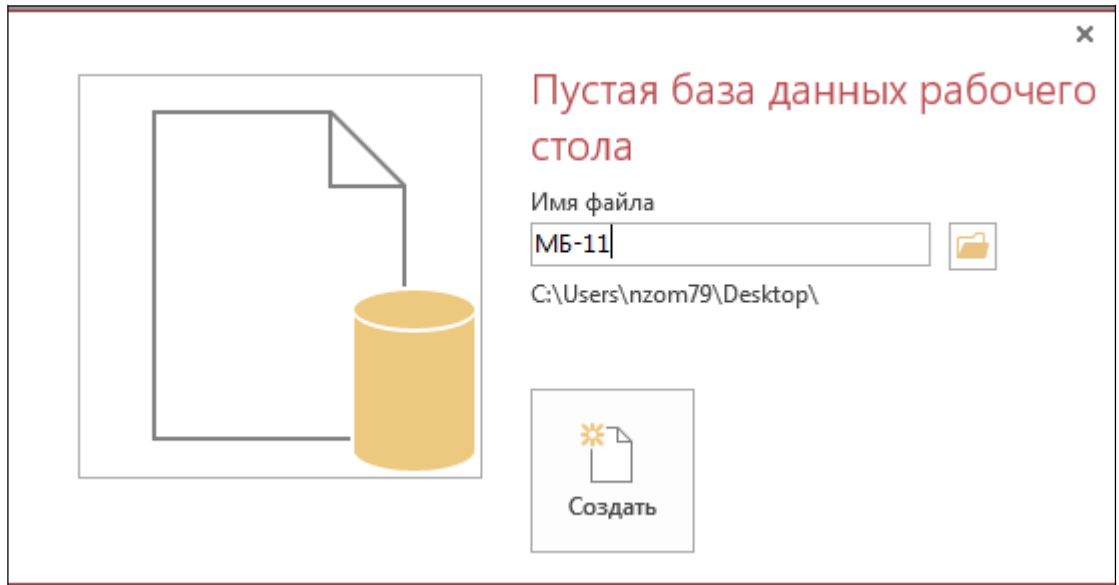 Пустая база данных рабочего
стола
Имя файла
МБ-11
C:\Users\nzom79\Desktop\
Создать